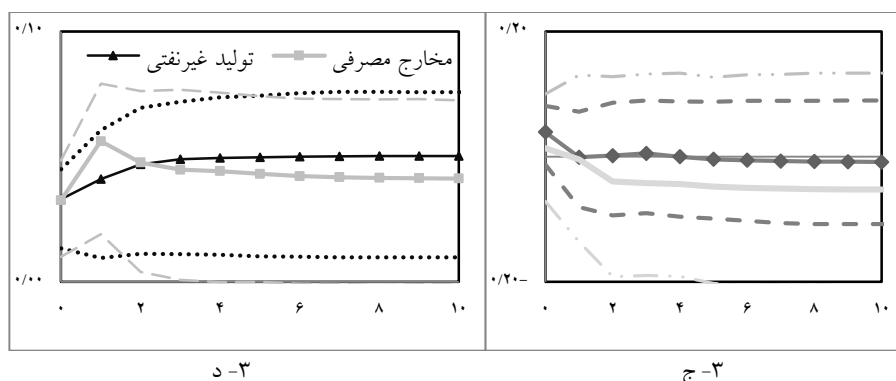 ۰/۲۰
۰/۲۰−
۰ ۲ ۴ ۶ ۸ ۱۰
۳- ج
۰/۱۰
تولید غیرنفتی
مخارج مصرفی
۰/۰۰
۰ ۲ ۴ ۶ ۸ ۱۰
۳- د